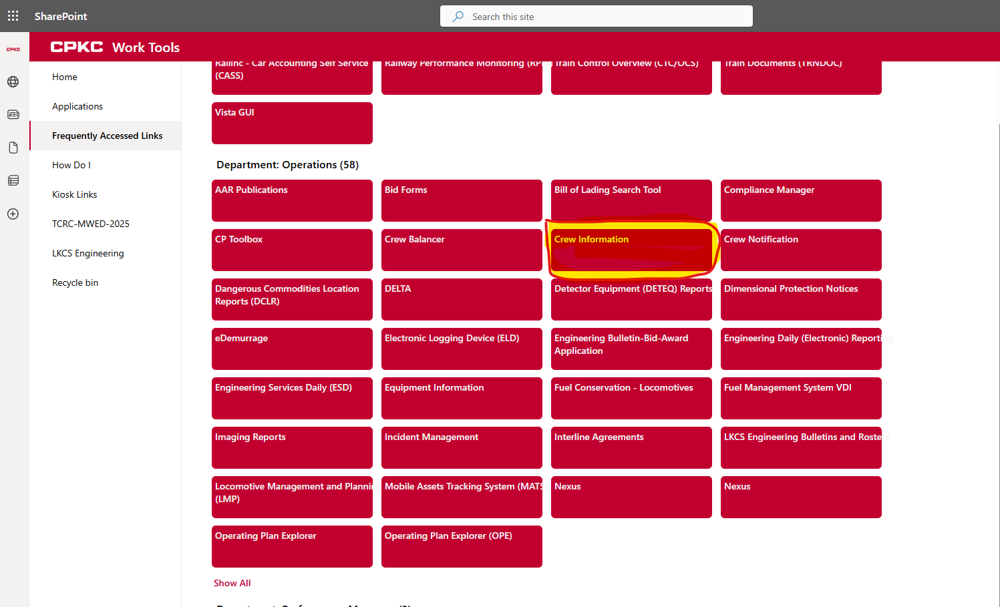 SharePoint
Search this site
CPKC
CPKC Work Tools
Home
Applications
Frequently Accessed Links
How Do I
Kiosk Links
TCRC-MWED-2025
LKCS Engineering
Recycle bin
Railinc - Car Accounting Self Service
(CASS)
Railway Performance Monitoring (RP
Train Control Overview (CTC/OCS)
Train Documents (TRNDOC)
Vista GUI
Department: Operations (58)
AAR Publications
Bid Forms
Bill of Lading Search Tool
Compliance Manager
CP Toolbox
Crew Balancer
Crew Information
Crew Notification
Dangerous Commodities Location
Reports (DCLR)
DELTA
Detector Equipment (DETEQ) Reports
Dimensional Protection Notices
eDemurrage
Electronic Logging Device (ELD)
Engineering Bulletin-Bid-Award
Application
Engineering Daily (Electronic) Reporting
Engineering Services Daily (ESD)
Equipment Information
Fuel Conservation - Locomotives
Fuel Management System VDI
Imaging Reports
Incident Management
Interline Agreements
LKCS Engineering Bulletins and Rosters
Locomotive Management and Planning
(LMP)
Mobile Assets Tracking System (MATS)
Nexus
Nexus
Operating Plan Explorer
Operating Plan Explorer (OPE)
Show All